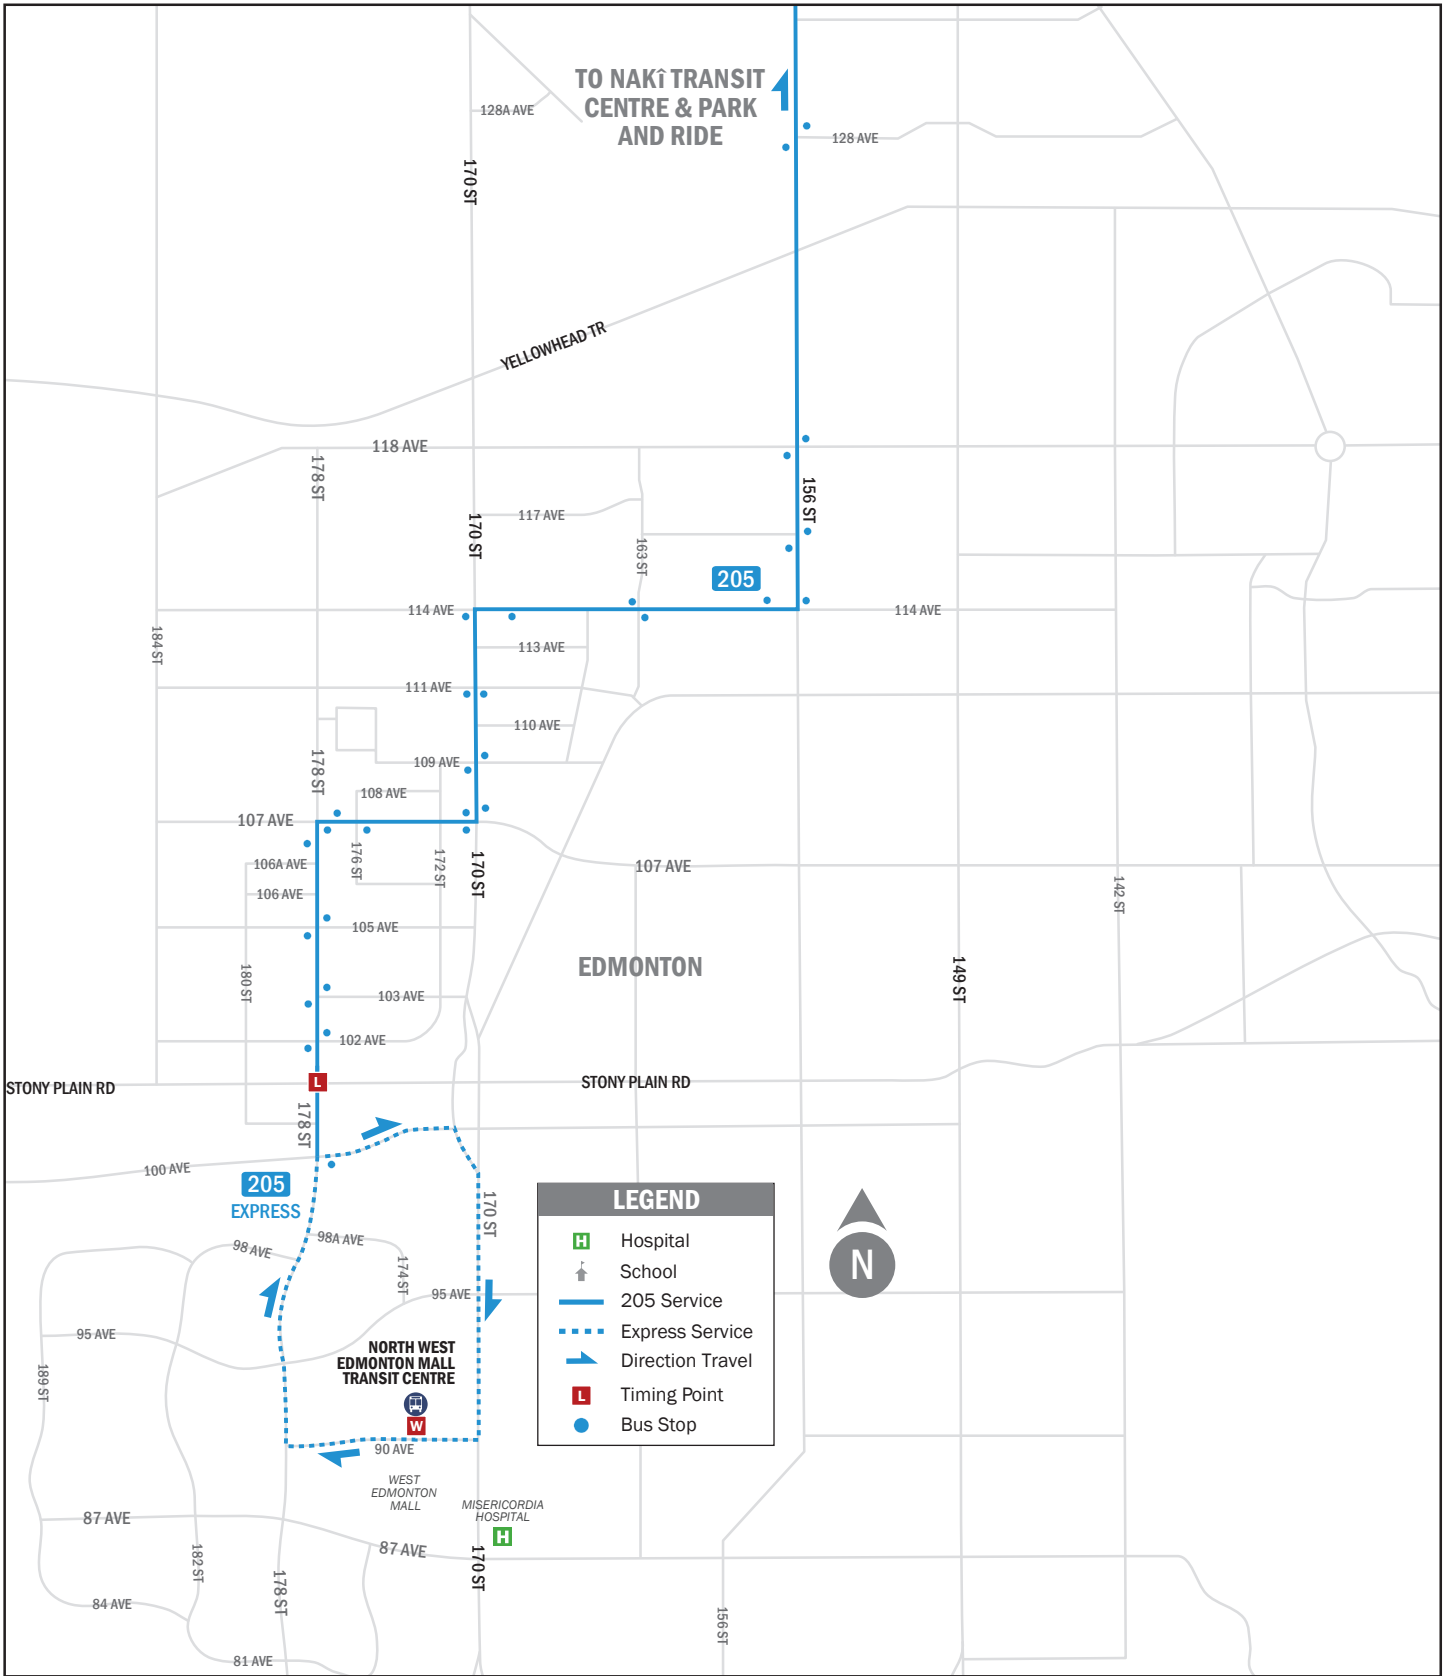 TO NAKÎ TRANSIT
CENTRE & PARK
AND RIDE
128A AVE
128 AVE
170 ST
YELLOWHEAD TR
118 AVE
178 ST
156 ST
117 AVE
170 ST
163 ST
205
114 AVE
114 AVE
184 ST
113 AVE
111 AVE
110 AVE
178 ST
109 AVE
108 AVE
107 AVE
176 ST
172 ST
170 ST
106A AVE
107 AVE
106 AVE
142 ST
105 AVE
EDMONTON
149 ST
180 ST
103 AVE
102 AVE
L
STONY PLAIN RD
STONY PLAIN RD
178 ST
100 AVE
205
EXPRESS
170 ST
98 AVE
98A AVE
174 ST
95 AVE
95 AVE
189 ST
NORTH WEST
EDMONTON MALL
TRANSIT CENTRE
W
90 AVE
WEST
EDMONTON
MALL
MISERICORDIA
HOSPITAL
H
87 AVE
87 AVE
182 ST
178 ST
170 ST
84 AVE
156 ST
81 AVE
LEGEND
H Hospital
School
205 Service
Express Service
Direction Travel
L Timing Point
Bus Stop
N